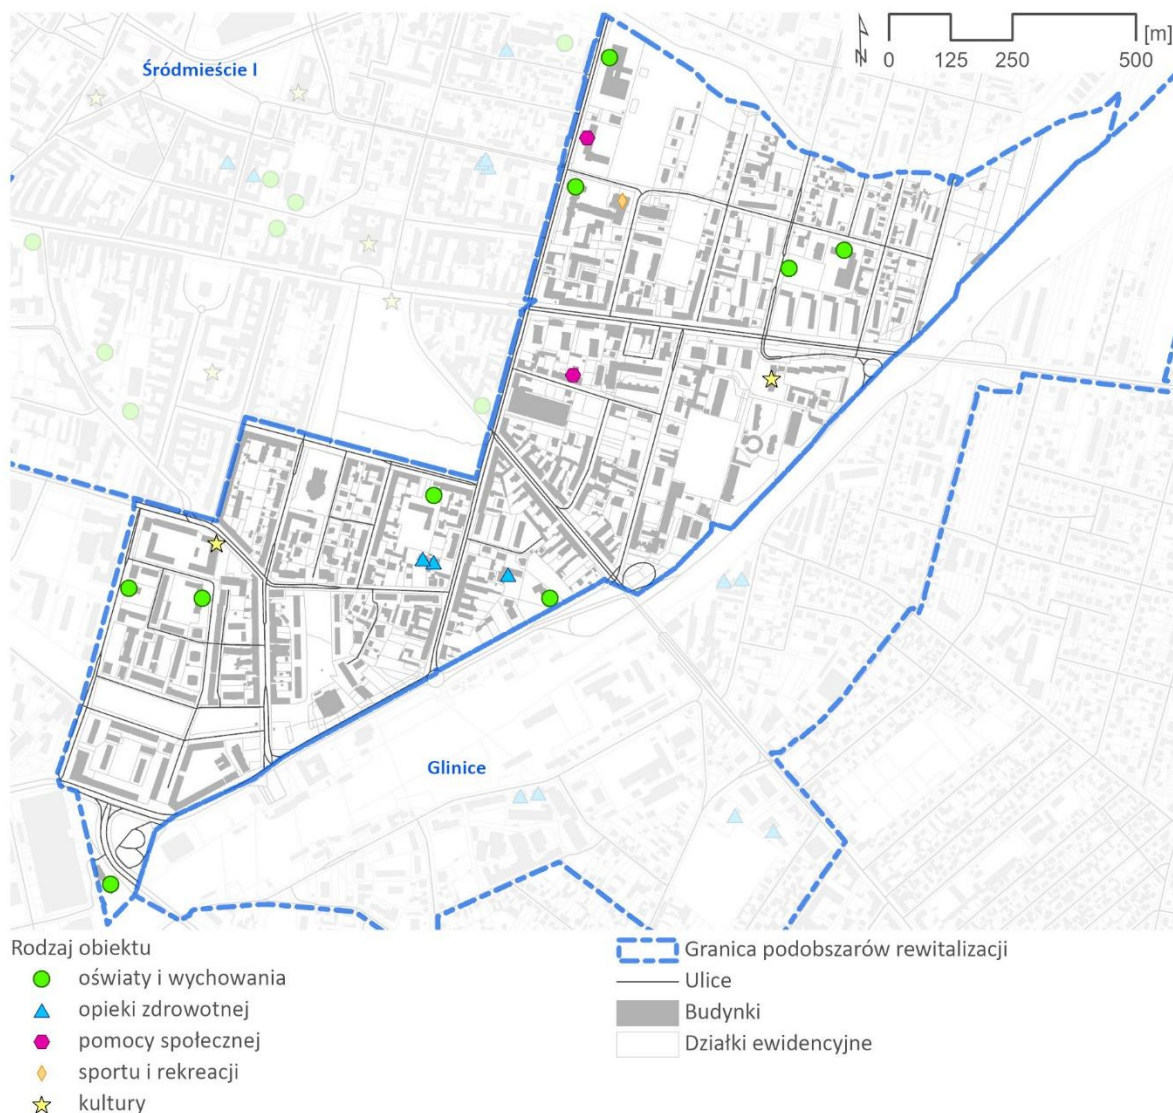 Śródmieście I
N
[m]
0 125 250 500
Glinice
Rodzaj obiektu
oświaty i wychowania
opieki zdrowotnej
pomocy społecznej
sportu i rekreacji
kultury
Granica podobszarów rewitalizacji
Ulice
Budynki
Działki ewidencyjne